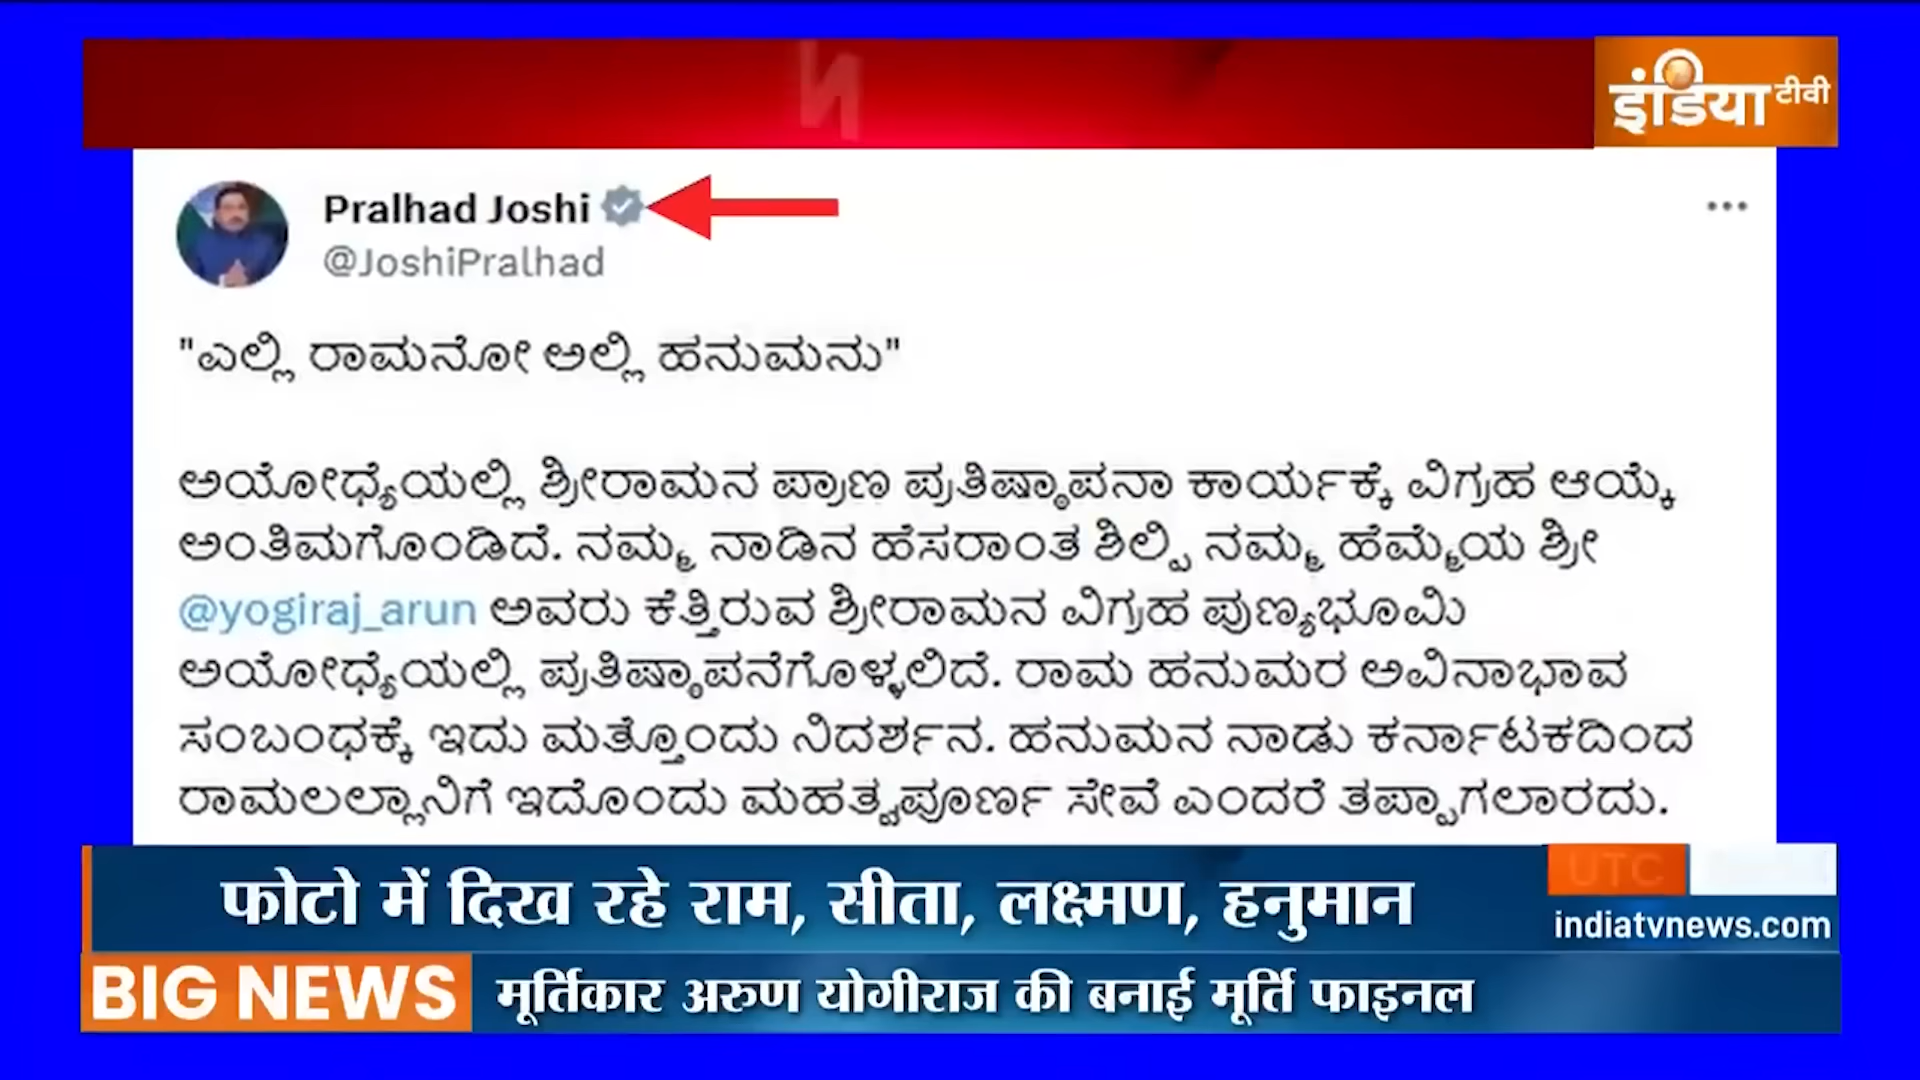 इंडिया टीवी
Pralhad Joshi
@JoshiPralhad
"ಎಲ್ಲಿ ರಾಮನೋ ಅಲ್ಲಿ ಹನುಮನು"
ಅಯೋಧ್ಯೆಯಲ್ಲಿ ಶ್ರೀರಾಮನ ಪ್ರಾಣ ಪ್ರತಿಷ್ಠಾಪನಾ ಕಾರ್ಯಕ್ಕೆ ವಿಗ್ರಹ ಆಯ್ಕೆ
ಅಂತಿಮಗೊಂಡಿದೆ. ನಮ್ಮ ನಾಡಿನ ಹೆಸರಾಂತ ಶಿಲ್ಪಿ ನಮ್ಮ ಹೆಮ್ಮೆಯ ಶ್ರೀ
@yogiraj_arun ಅವರು ಕೆತ್ತಿರುವ ಶ್ರೀರಾಮನ ವಿಗ್ರಹ ಪುಣ್ಯಭೂಮಿ
ಅಯೋಧ್ಯೆಯಲ್ಲಿ ಪ್ರತಿಷ್ಠಾಪನೆಗೊಳ್ಳಲಿದೆ. ರಾಮ ಹನುಮರ ಅವಿನಾಭಾವ
ಸಂಬಂಧಕ್ಕೆ ಇದು ಮತ್ತೊಂದು ನಿದರ್ಶನ. ಹನುಮನ ನಾಡು ಕರ್ನಾಟಕದಿಂದ
ರಾಮಲಲ್ಲಾನಿಗೆ ಇದೊಂದು ಮಹತ್ವಪೂರ್ಣ ಸೇವೆ ಎಂದರೆ ತಪ್ಪಾಗಲಾರದು.
फोटो में दिख रहे राम, सीता, लक्ष्मण, हनुमान
UTC
indiatvnews.com
BIG NEWS
मूर्तिकार अरुण योगीराज की बनाई मूर्ति फाइनल